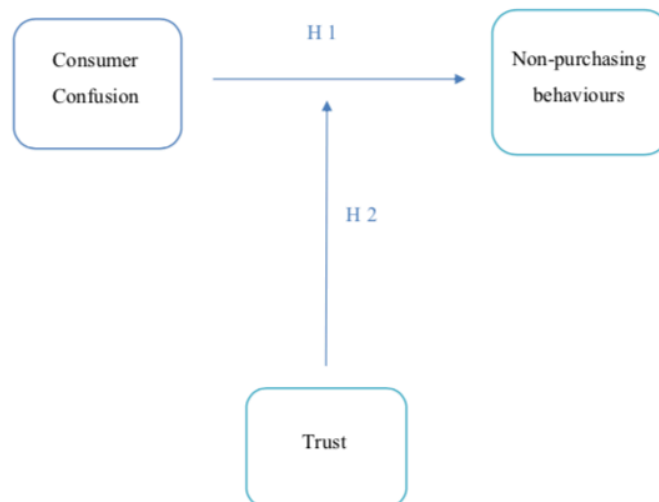 Consumer
Confusion
H 1
Non-purchasing
behaviours
H 2
Trust